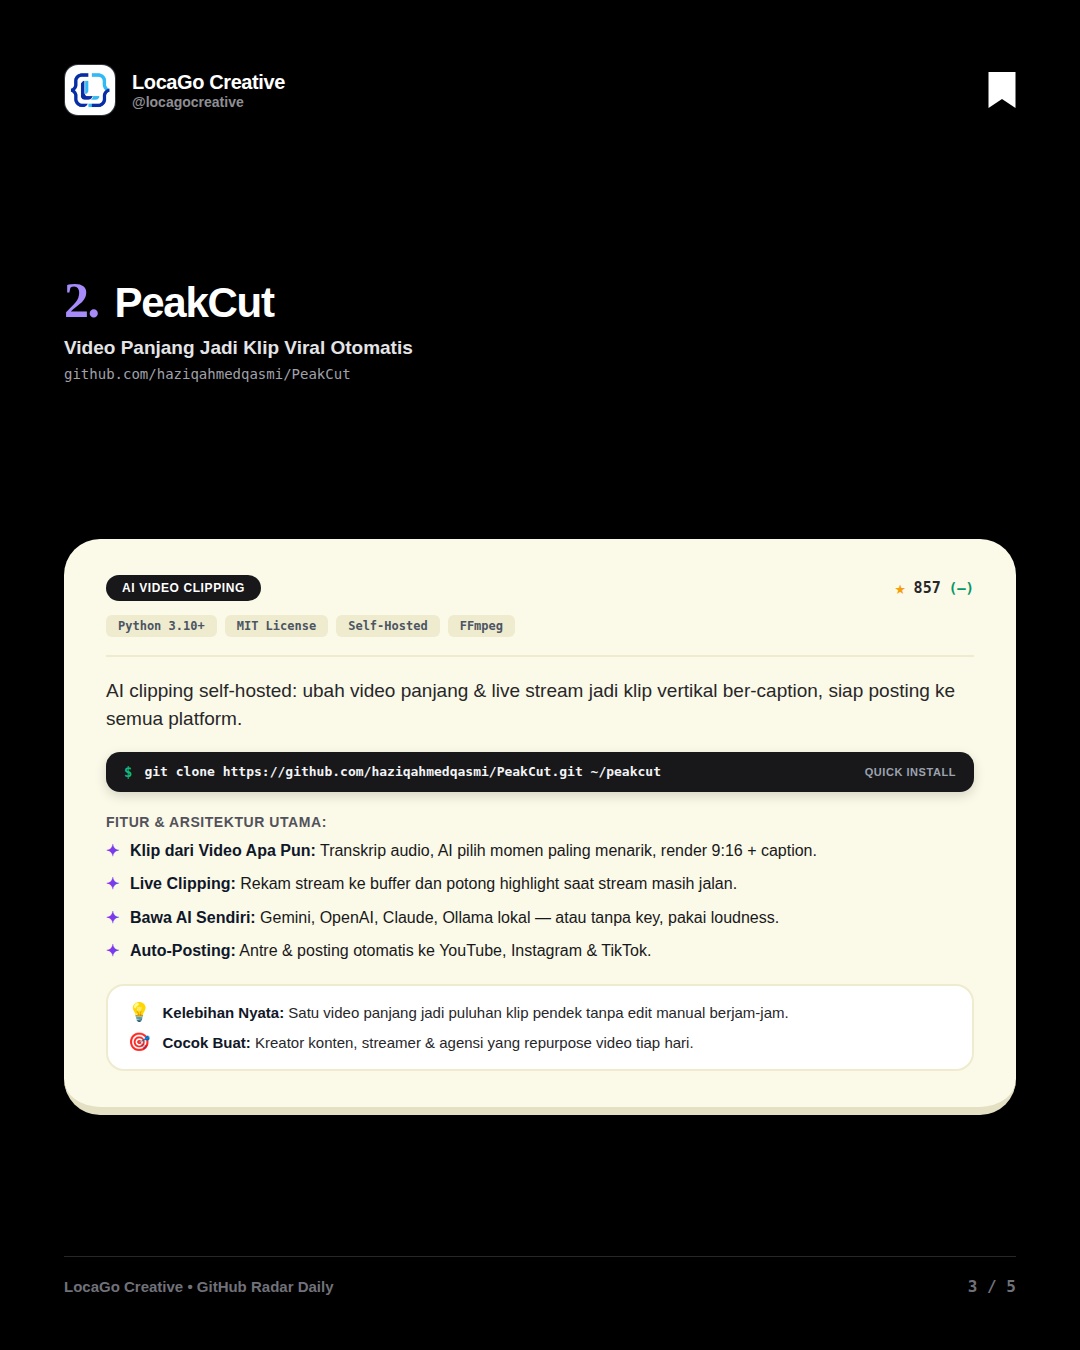 LocaGo Creative
@locagocreative
2. PeakCut
Video Panjang Jadi Klip Viral Otomatis
github.com/haziqahmedqasmi/PeakCut
AI VIDEO CLIPPING
★ 857 (—)
Python 3.10+ MIT License Self-Hosted FFmpeg
AI clipping self-hosted: ubah video panjang & live stream jadi klip vertikal ber-caption, siap posting ke
semua platform.
$ git clone https://github.com/haziqahmedqasmi/PeakCut.git ~/peakcut QUICK INSTALL
FITUR & ARSITEKTUR UTAMA:
✦ Klip dari Video Apa Pun: Transkrip audio, AI pilih momen paling menarik, render 9:16 + caption.
✦ Live Clipping: Rekam stream ke buffer dan potong highlight saat stream masih jalan.
✦ Bawa AI Sendiri: Gemini, OpenAI, Claude, Ollama lokal — atau tanpa key, pakai loudness.
✦ Auto-Posting: Antre & posting otomatis ke YouTube, Instagram & TikTok.
💡 Kelebihan Nyata: Satu video panjang jadi puluhan klip pendek tanpa edit manual berjam-jam.
🎯 Cocok Buat: Kreator konten, streamer & agensi yang repurpose video tiap hari.
LocaGo Creative • GitHub Radar Daily
3 / 5